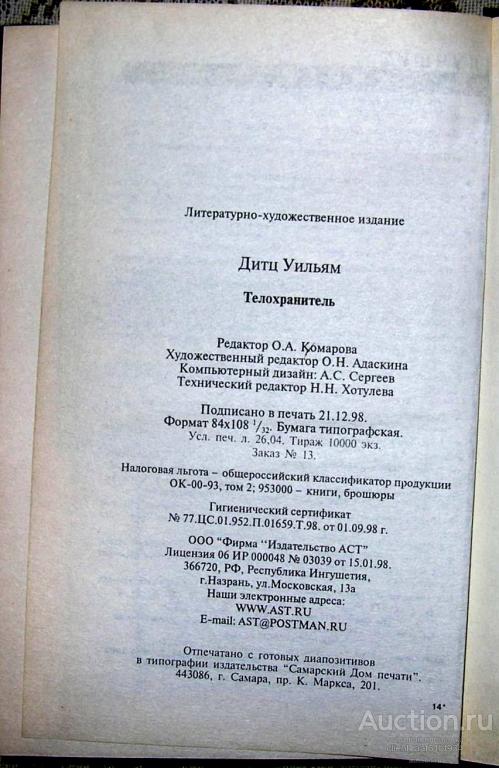 Литературно-художественное издание
Дитц Уильям
Телохранитель
Редактор О.А. Комарова
Художественный редактор О.Н. Адаскина
Компьютерный дизайн: А.С. Сергеев
Технический редактор Н.Н. Хотулева
Подписано в печать 21.12.98.
Формат 84х108 1/32. Бумага типографская.
Усл. печ. л. 26,04. Тираж 10000 экз.
Заказ № 13.
Налоговая льгота – общероссийский классификатор продукции
ОК-00-93, том 2; 953000 – книги, брошюры
Гигиенический сертификат
№ 77.ЦС.01.952.П.01659.Т.98. от 01.09.98 г.
ООО “Фирма “Издательство АСТ”
Лицензия 06 ИР 000048 № 03039 от 15.01.98.
366720, РФ, Республика Ингушетия,
г.Назрань, ул.Московская, 13а
Наши электронные адреса:
WWW.AST.RU
E-mail: AST@POSTMAN.RU
Отпечатано с готовых диапозитивов
в типографии издательства “Самарский Дом печати”.
443086, г. Самара, пр. К. Маркса, 201.
14*
Auction.ru